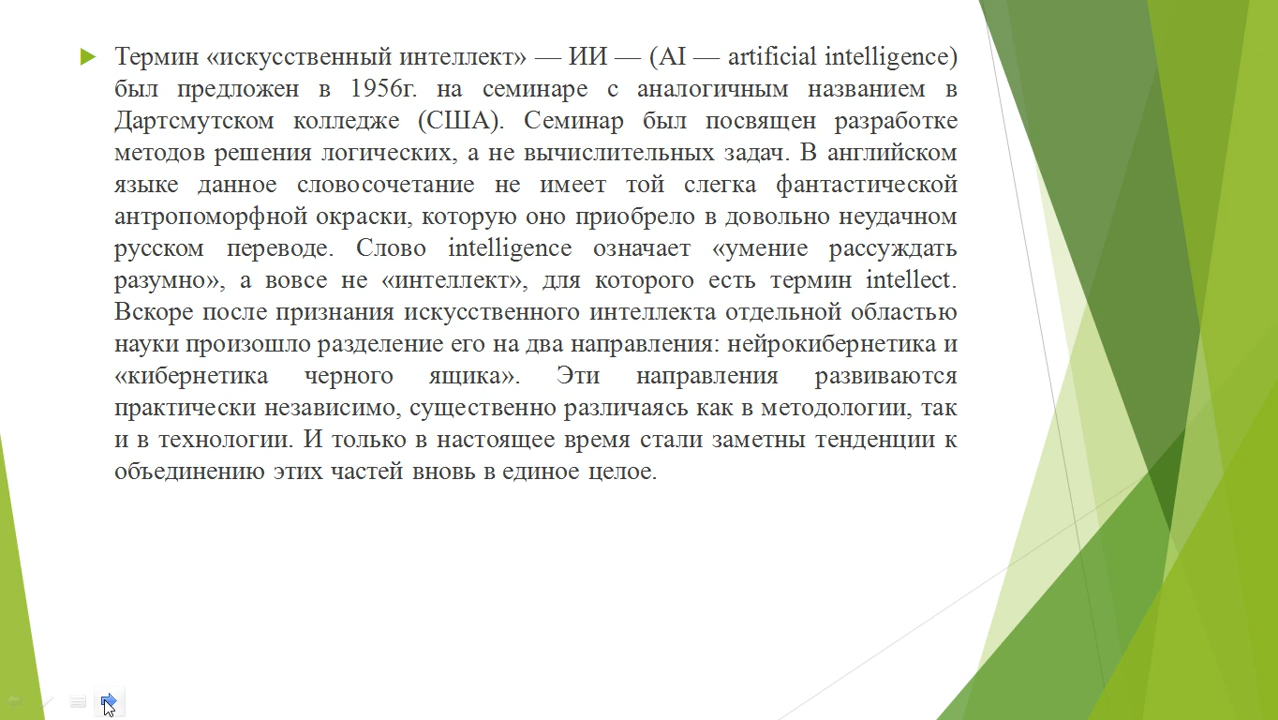 Термин «искусственный интеллект» — ИИ — (AI — artificial intelligence)
был предложен в 1956г. на семинаре с аналогичным названием в
Дартсмутском колледже (США). Семинар был посвящен разработке
методов решения логических, а не вычислительных задач. В английском
языке данное словосочетание не имеет той слегка фантастической
антропоморфной окраски, которую оно приобрело в довольно неудачном
русском переводе. Слово intelligence означает «умение рассуждать
разумно», а вовсе не «интеллект», для которого есть термин intellect.
Вскоре после признания искусственного интеллекта отдельной областью
науки произошло разделение его на два направления: нейрокибернетика и
«кибернетика черного ящика». Эти направления развиваются
практически независимо, существенно различаясь как в методологии, так
и в технологии. И только в настоящее время стали заметны тенденции к
объединению этих частей вновь в единое целое.